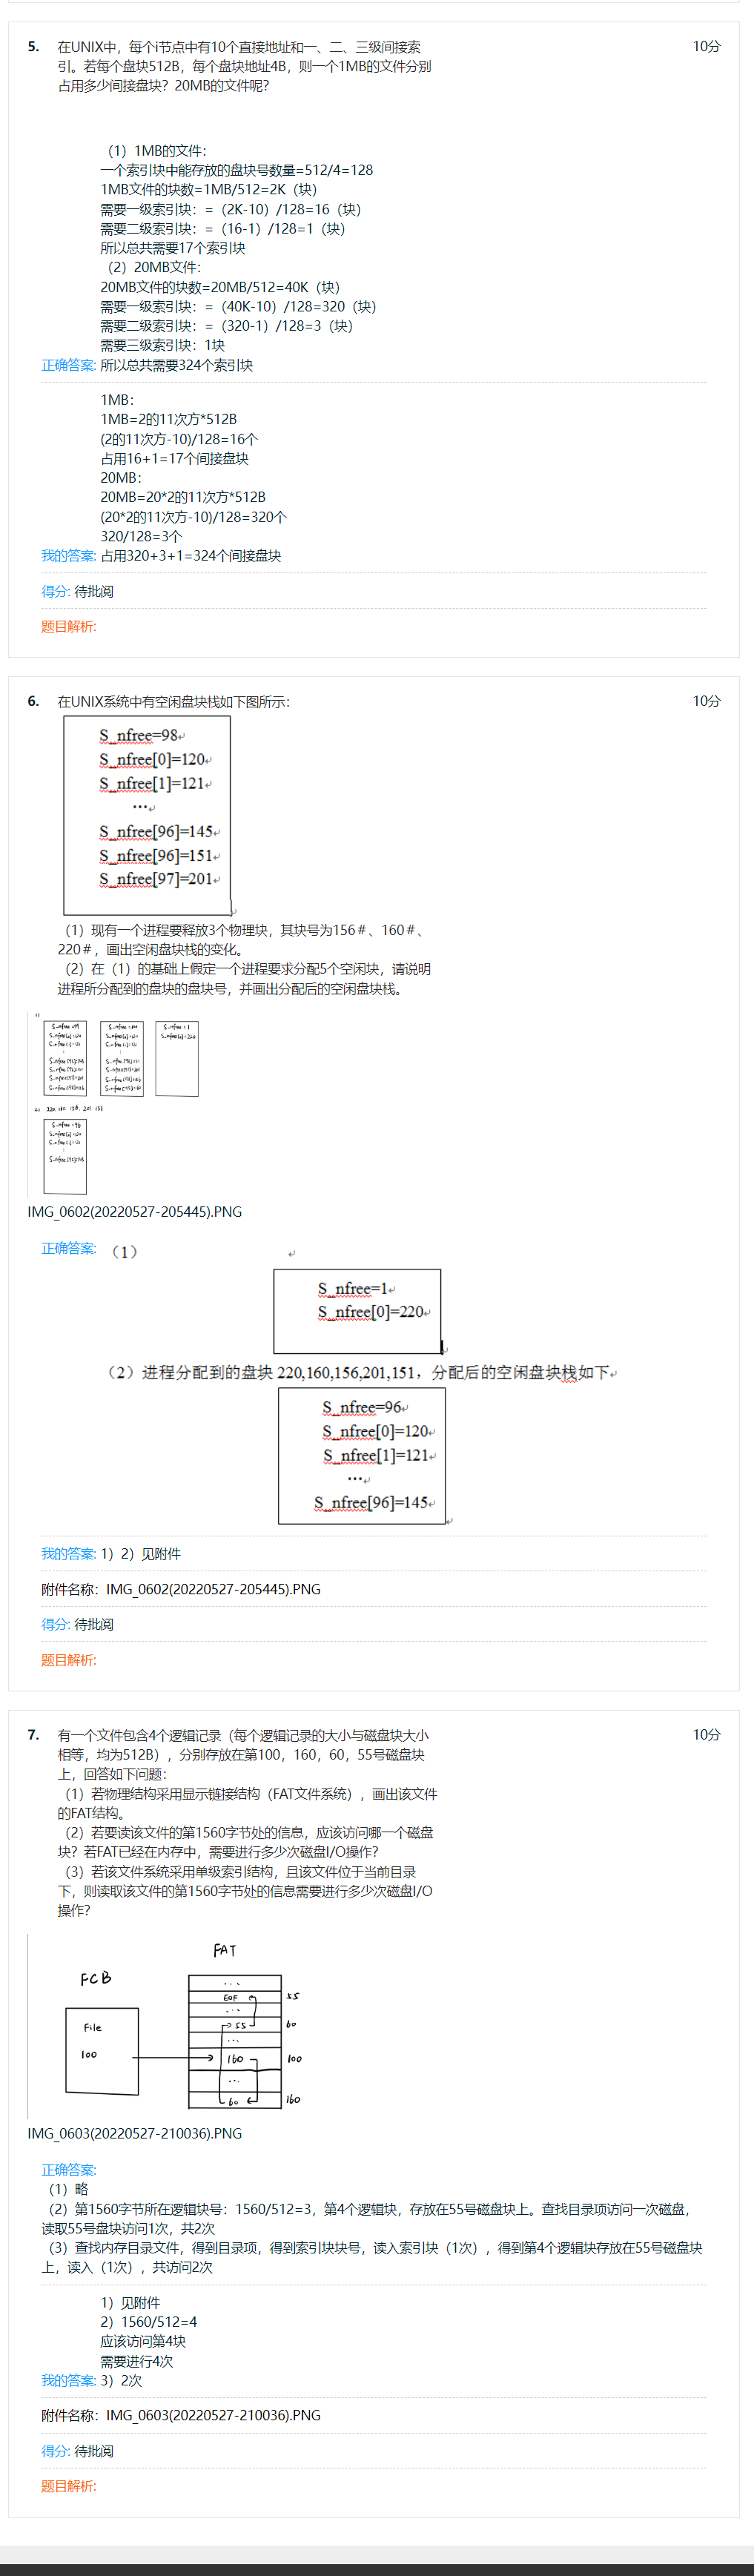 5. 在UNIX中，每个i节点中有10个直接地址和一、二、三级间接索 10分
引。若每个盘块512B，每个盘块地址4B，则一个1MB的文件分别
占用多少间接盘块？20MB的文件呢？
（1）1MB的文件：
一个索引块中能存放的盘块号数量=512/4=128
1MB文件的块数=1MB/512=2K（块）
需要一级索引块：=（2K-10）/128=16（块）
需要二级索引块：=（16-1）/128=1（块）
所以总共需要17个索引块
（2）20MB文件：
20MB文件的块数=20MB/512=40K（块）
需要一级索引块：=（40K-10）/128=320（块）
需要二级索引块：=（320-1）/128=3（块）
需要三级索引块：1块
正确答案: 所以总共需要324个索引块
1MB：
1MB=2的11次方*512B
(2的11次方-10)/128=16个
占用16+1=17个间接盘块
20MB：
20MB=20*2的11次方*512B
(20*2的11次方-10)/128=320个
320/128=3个
我的答案: 占用320+3+1=324个间接盘块
得分: 待批阅
题目解析:
6. 在UNIX系统中有空闲盘块栈如下图所示： 10分
S_nfree=98
S_nfree[0]=120
S_nfree[1]=121
…
S_nfree[96]=145
S_nfree[96]=151
S_nfree[97]=201
（1）现有一个进程要释放3个物理块，其块号为156＃、160＃、
220＃，画出空闲盘块栈的变化。
（2）在（1）的基础上假定一个进程要求分配5个空闲块，请说明
进程所分配到的盘块的盘块号，并画出分配后的空闲盘块栈。
IMG_0602(20220527-205445).PNG
正确答案: （1）
S_nfree=1
S_nfree[0]=220
（2）进程分配到的盘块 220,160,156,201,151，分配后的空闲盘块栈如下
S_nfree=96
S_nfree[0]=120
S_nfree[1]=121
…
S_nfree[96]=145
我的答案: 1）2）见附件
附件名称：IMG_0602(20220527-205445).PNG
得分: 待批阅
题目解析:
7. 有一个文件包含4个逻辑记录（每个逻辑记录的大小与磁盘块大小 10分
相等，均为512B），分别存放在第100，160，60，55号磁盘块
上，回答如下问题：
（1）若物理结构采用显示链接结构（FAT文件系统），画出该文件
的FAT结构。
（2）若要读该文件的第1560字节处的信息，应该访问哪一个磁盘
块？若FAT已经在内存中，需要进行多少次磁盘I/O操作？
（3）若该文件系统采用单级索引结构，且该文件位于当前目录
下，则读取该文件的第1560字节处的信息需要进行多少次磁盘I/O
操作？
FAT
FCB
...
EOF 55
...
File 55 60
...
100 160 100
...
60 160
IMG_0603(20220527-210036).PNG
正确答案:
（1）略
（2）第1560字节所在逻辑块号：1560/512=3，第4个逻辑块，存放在55号磁盘块上。查找目录项访问一次磁盘，
读取55号盘块访问1次，共2次
（3）查找内存目录文件，得到目录项，得到索引块块号，读入索引块（1次），得到第4个逻辑块存放在55号磁盘块
上，读入（1次），共访问2次
1）见附件
2）1560/512=4
应该访问第4块
需要进行4次
我的答案: 3）2次
附件名称：IMG_0603(20220527-210036).PNG
得分: 待批阅
题目解析: